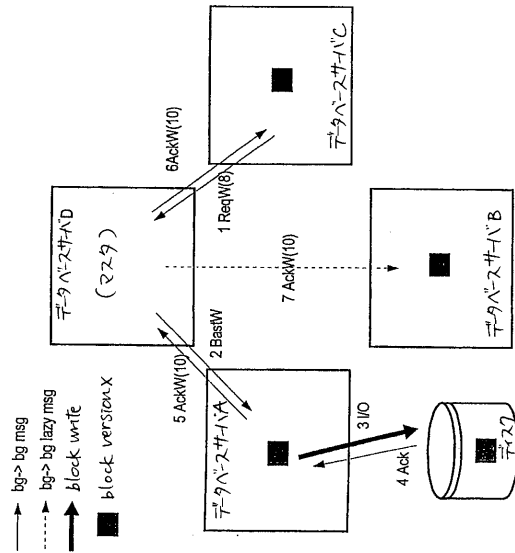 bg-> bg msg
bg-> bg lazy msg
block write
block version X
データベースサーバD
(マスタ)
6AckW(10)
1 ReqW(8)
データベースサーバC
5 AckW(10)
2 BastW
7 AckW(10)
データベースサーバA
3 I/O
4 Ack
データベースサーバB
ディスク